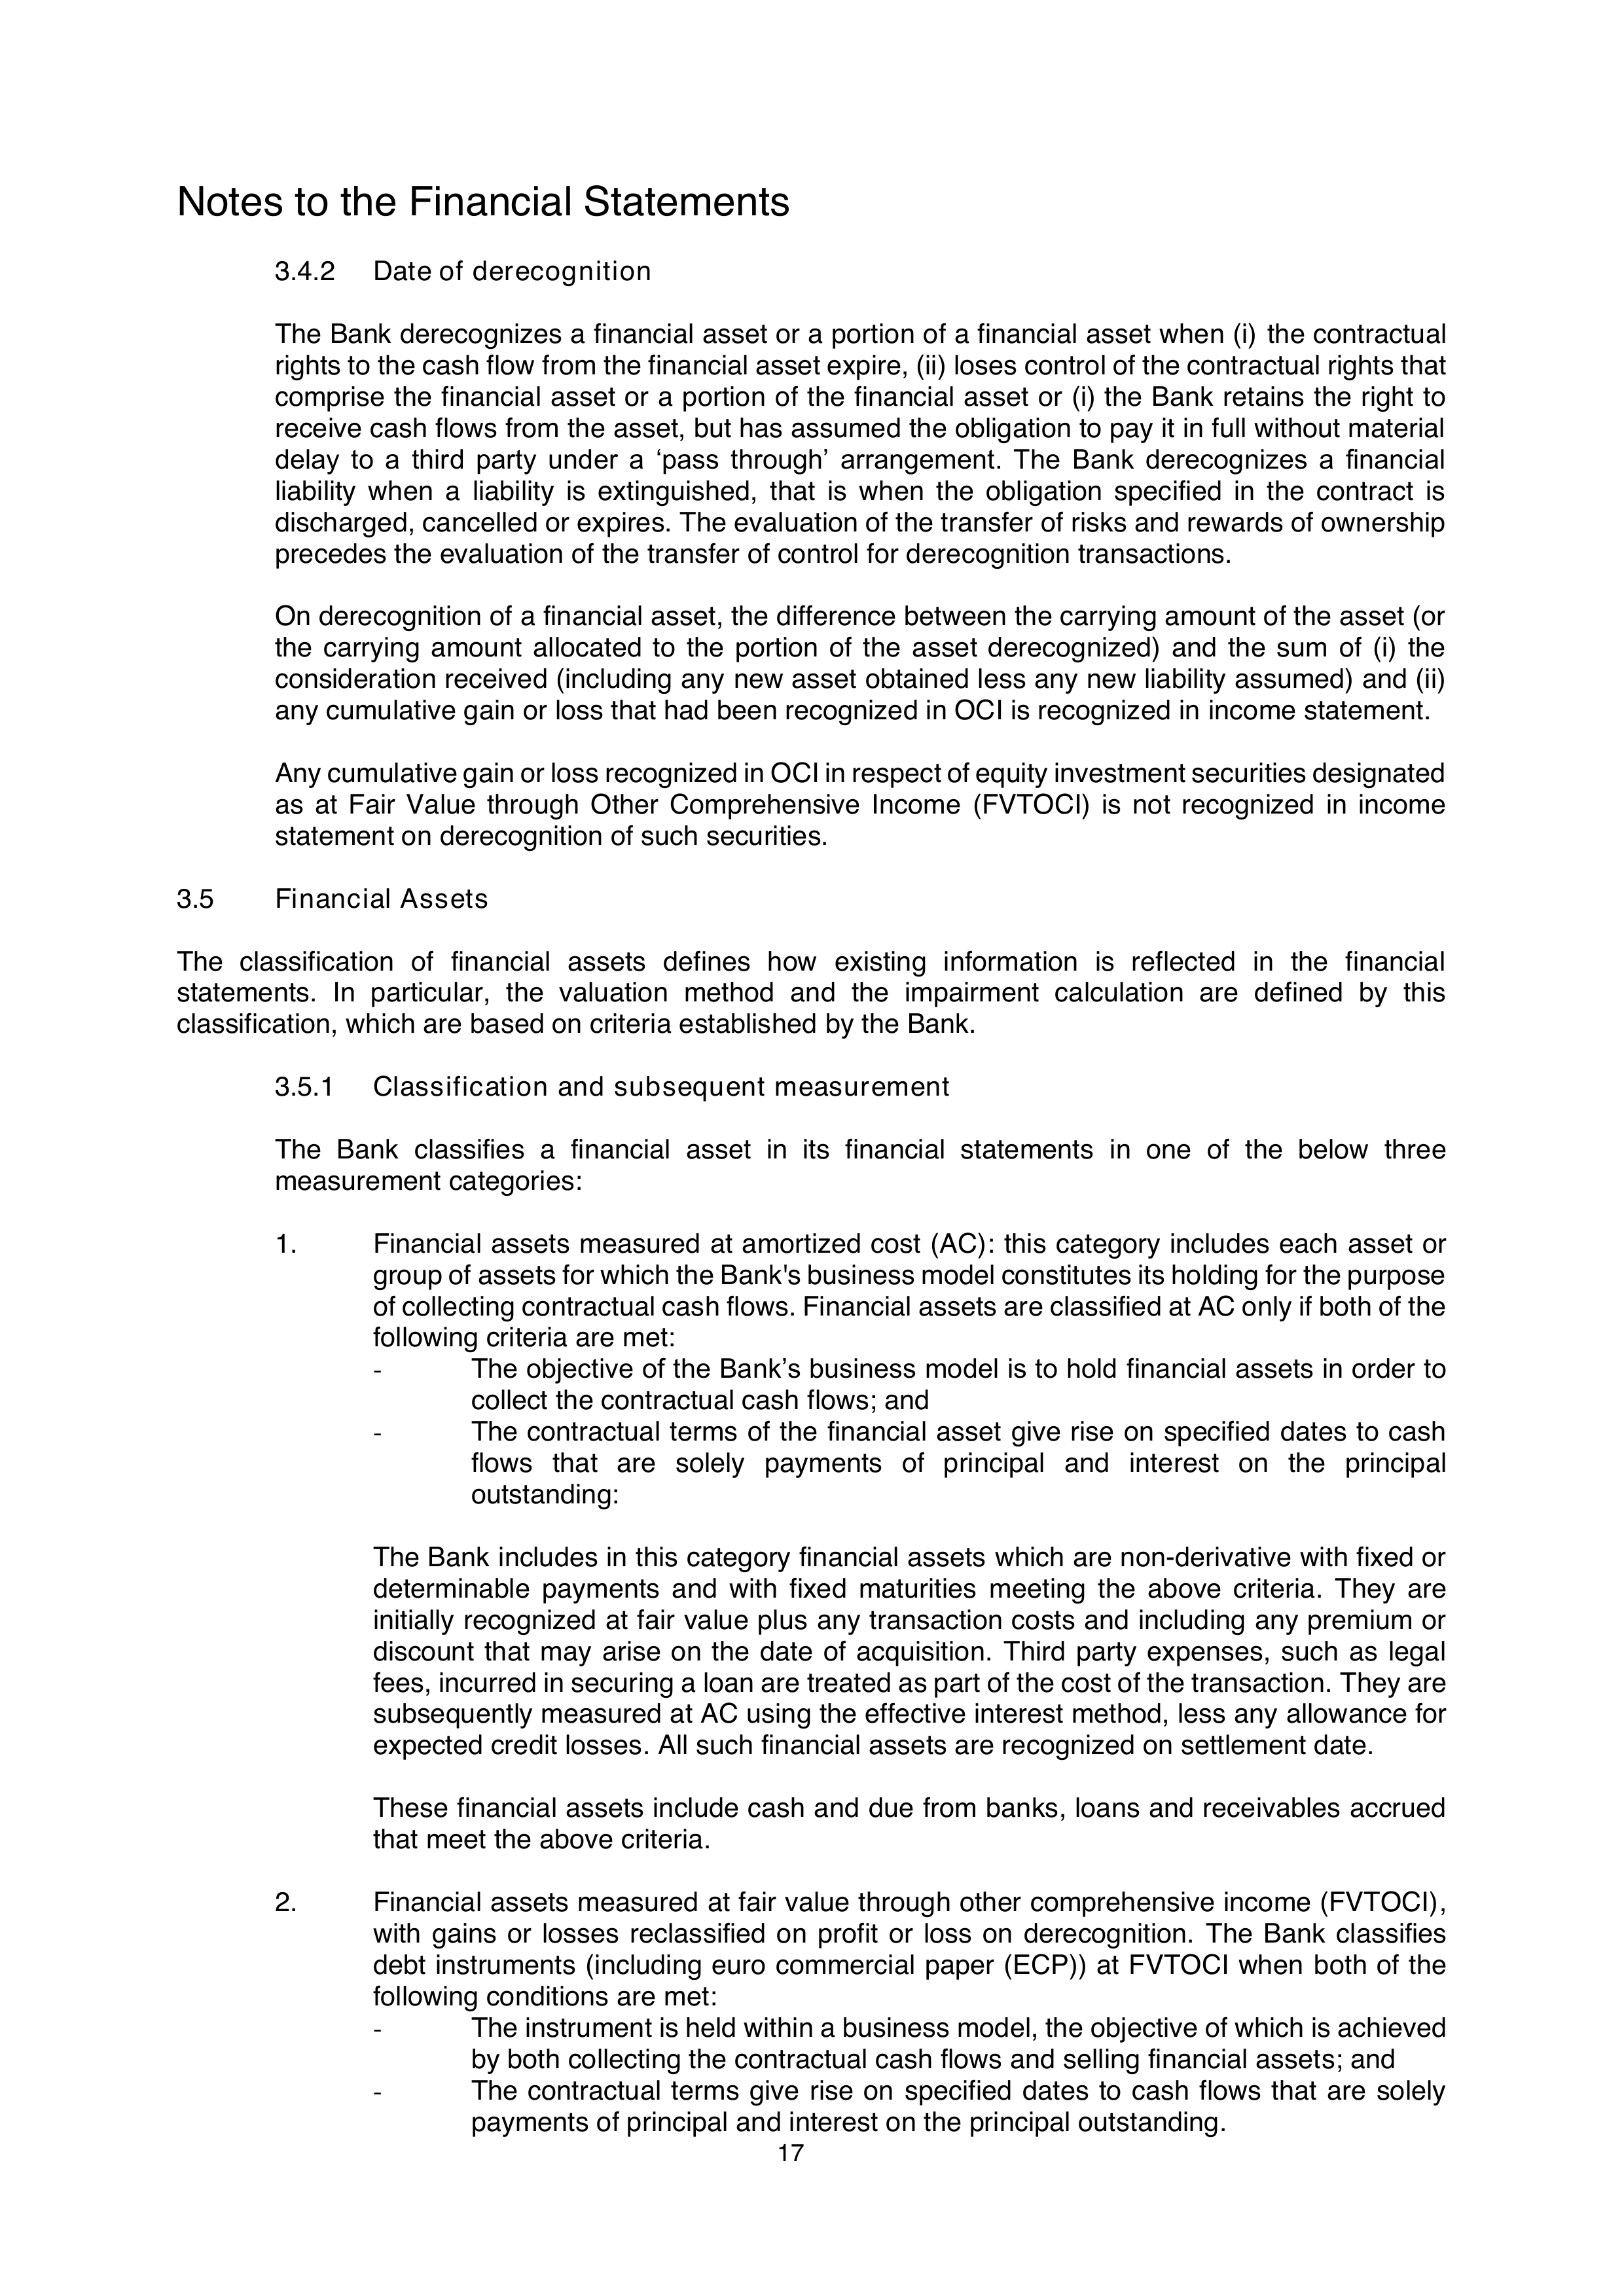 Notes to the Financial Statements
3.4.2 Date of derecognition
The Bank derecognizes a financial asset or a portion of a financial asset when (i) the contractual
rights to the cash flow from the financial asset expire, (ii) loses control of the contractual rights that
comprise the financial asset or a portion of the financial asset or (i) the Bank retains the right to
receive cash flows from the asset, but has assumed the obligation to pay it in full without material
delay to a third party under a ‘pass through’ arrangement. The Bank derecognizes a financial
liability when a liability is extinguished, that is when the obligation specified in the contract is
discharged, cancelled or expires. The evaluation of the transfer of risks and rewards of ownership
precedes the evaluation of the transfer of control for derecognition transactions.
On derecognition of a financial asset, the difference between the carrying amount of the asset (or
the carrying amount allocated to the portion of the asset derecognized) and the sum of (i) the
consideration received (including any new asset obtained less any new liability assumed) and (ii)
any cumulative gain or loss that had been recognized in OCI is recognized in income statement.
Any cumulative gain or loss recognized in OCI in respect of equity investment securities designated
as at Fair Value through Other Comprehensive Income (FVTOCI) is not recognized in income
statement on derecognition of such securities.
3.5 Financial Assets
The classification of financial assets defines how existing information is reflected in the financial
statements. In particular, the valuation method and the impairment calculation are defined by this
classification, which are based on criteria established by the Bank.
3.5.1 Classification and subsequent measurement
The Bank classifies a financial asset in its financial statements in one of the below three
measurement categories:
1. Financial assets measured at amortized cost (AC): this category includes each asset or
group of assets for which the Bank's business model constitutes its holding for the purpose
of collecting contractual cash flows. Financial assets are classified at AC only if both of the
following criteria are met:
- The objective of the Bank’s business model is to hold financial assets in order to
collect the contractual cash flows; and
- The contractual terms of the financial asset give rise on specified dates to cash
flows that are solely payments of principal and interest on the principal
outstanding:
The Bank includes in this category financial assets which are non-derivative with fixed or
determinable payments and with fixed maturities meeting the above criteria. They are
initially recognized at fair value plus any transaction costs and including any premium or
discount that may arise on the date of acquisition. Third party expenses, such as legal
fees, incurred in securing a loan are treated as part of the cost of the transaction. They are
subsequently measured at AC using the effective interest method, less any allowance for
expected credit losses. All such financial assets are recognized on settlement date.
These financial assets include cash and due from banks, loans and receivables accrued
that meet the above criteria.
2. Financial assets measured at fair value through other comprehensive income (FVTOCI),
with gains or losses reclassified on profit or loss on derecognition. The Bank classifies
debt instruments (including euro commercial paper (ECP)) at FVTOCI when both of the
following conditions are met:
- The instrument is held within a business model, the objective of which is achieved
by both collecting the contractual cash flows and selling financial assets; and
- The contractual terms give rise on specified dates to cash flows that are solely
payments of principal and interest on the principal outstanding.
17